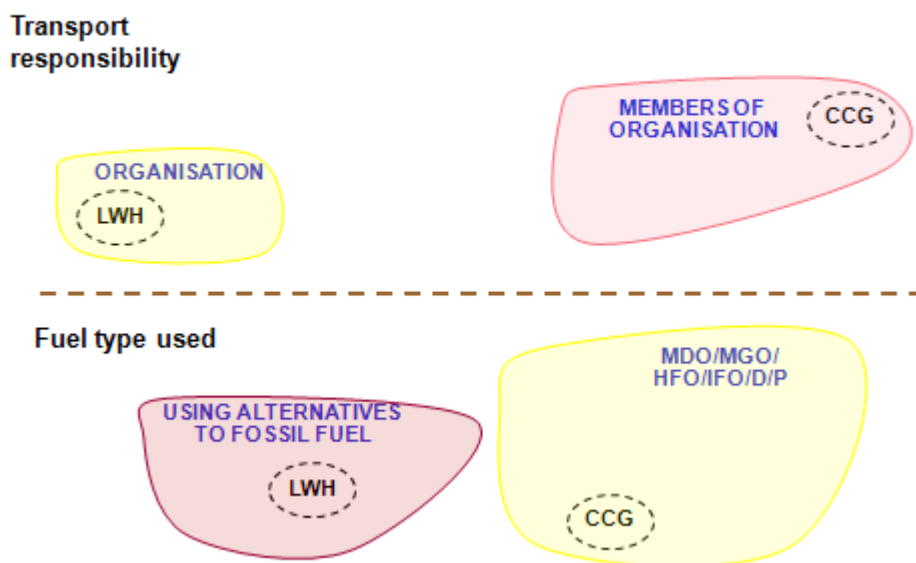 Transport
responsibility
MEMBERS OF
ORGANISATION
CCG
ORGANISATION
LWH
Fuel type used
MDO/MGO/
HFO/IFO/D/P
USING ALTERNATIVES
TO FOSSIL FUEL
LWH
CCG